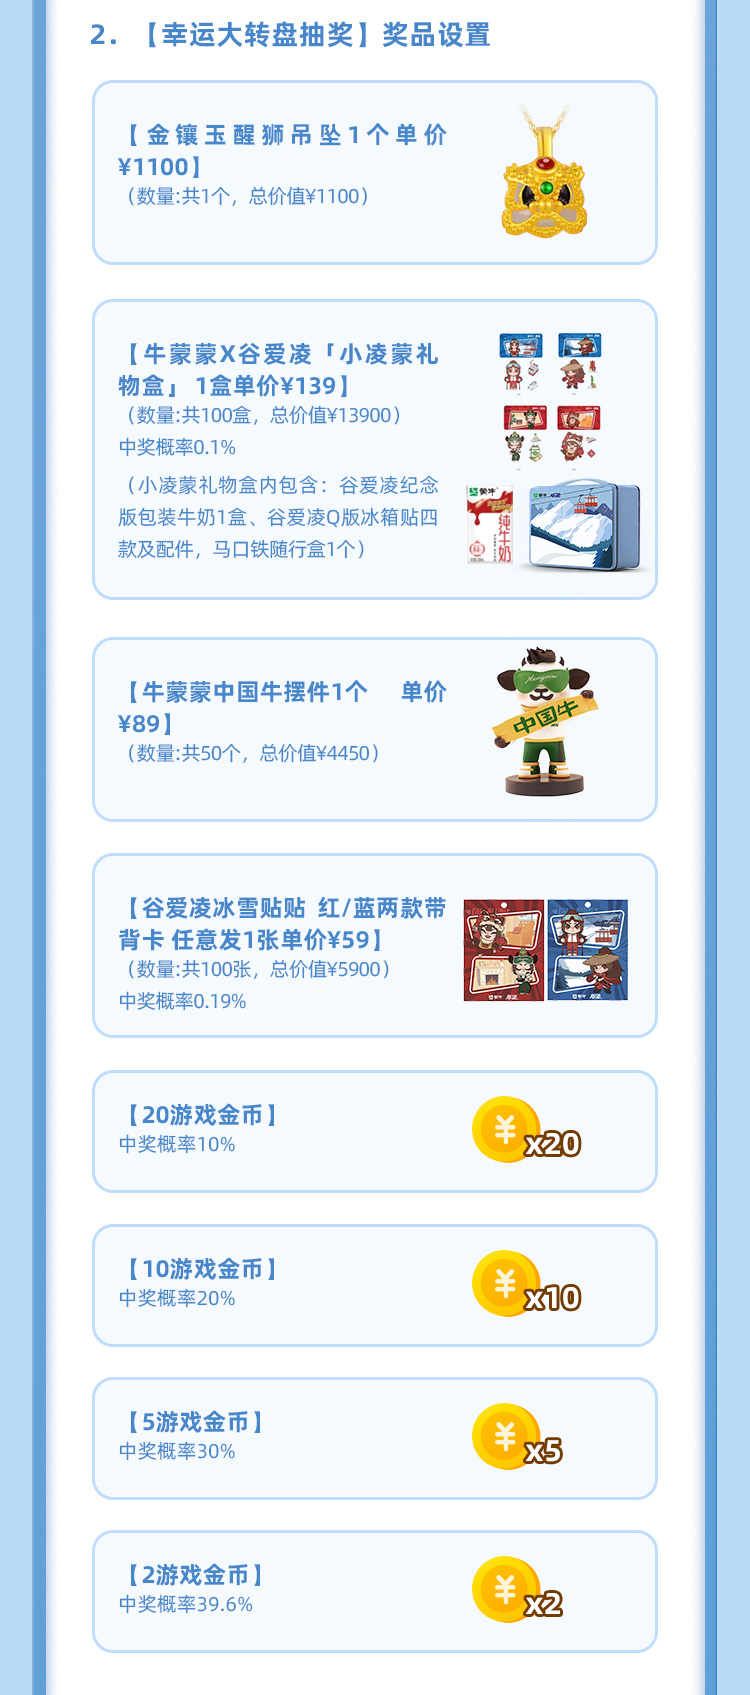 2. 【幸运大转盘抽奖】奖品设置
【金镶玉醒狮吊坠1个单价
¥1100】
（数量:共1个，总价值¥1100）
【牛蒙蒙X谷爱凌「小凌蒙礼
物盒」 1盒单价¥139】
（数量:共100盒，总价值¥13900）
中奖概率0.1%
（小凌蒙礼物盒内包含：谷爱凌纪念
版包装牛奶1盒、谷爱凌Q版冰箱贴四
款及配件，马口铁随行盒1个）
蒙牛
纯牛奶
蒙牛
【牛蒙蒙中国牛摆件1个 单价
¥89】
（数量:共50个，总价值¥4450）
中国牛
【谷爱凌冰雪贴贴 红/蓝两款带
背卡 任意发1张单价¥59】
（数量:共100张，总价值¥5900）
中奖概率0.19%
蒙牛
蒙牛
【20游戏金币】
中奖概率10%
¥
x20
【10游戏金币】
中奖概率20%
¥
x10
【5游戏金币】
中奖概率30%
¥
x5
【2游戏金币】
中奖概率39.6%
¥
x2